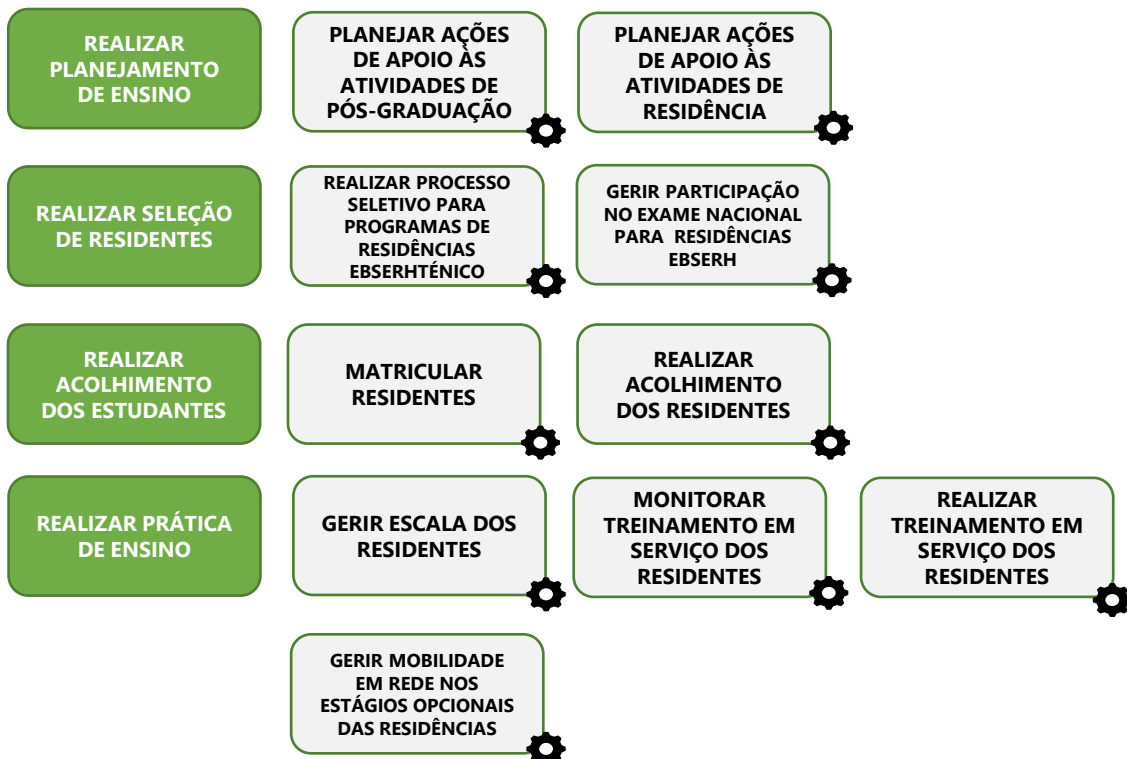 REALIZAR
PLANEJAMENTO
DE ENSINO
PLANEJAR AÇÕES
DE APOIO ÀS
ATIVIDADES DE
PÓS-GRADUAÇÃO
PLANEJAR AÇÕES
DE APOIO ÀS
ATIVIDADES DE
RESIDÊNCIA
REALIZAR SELEÇÃO
DE RESIDENTES
REALIZAR PROCESSO
SELETIVO PARA
PROGRAMAS DE
RESIDÊNCIAS
EBSERHTÉNICO
GERIR PARTICIPAÇÃO
NO EXAME NACIONAL
PARA RESIDÊNCIAS
EBSERH
REALIZAR
ACOLHIMENTO
DOS ESTUDANTES
MATRICULAR
RESIDENTES
REALIZAR
ACOLHIMENTO
DOS RESIDENTES
REALIZAR PRÁTICA
DE ENSINO
GERIR ESCALA DOS
RESIDENTES
MONITORAR
TREINAMENTO EM
SERVIÇO DOS
RESIDENTES
REALIZAR
TREINAMENTO EM
SERVIÇO DOS
RESIDENTES
GERIR MOBILIDADE
EM REDE NOS
ESTÁGIOS OPCIONAIS
DAS RESIDÊNCIAS